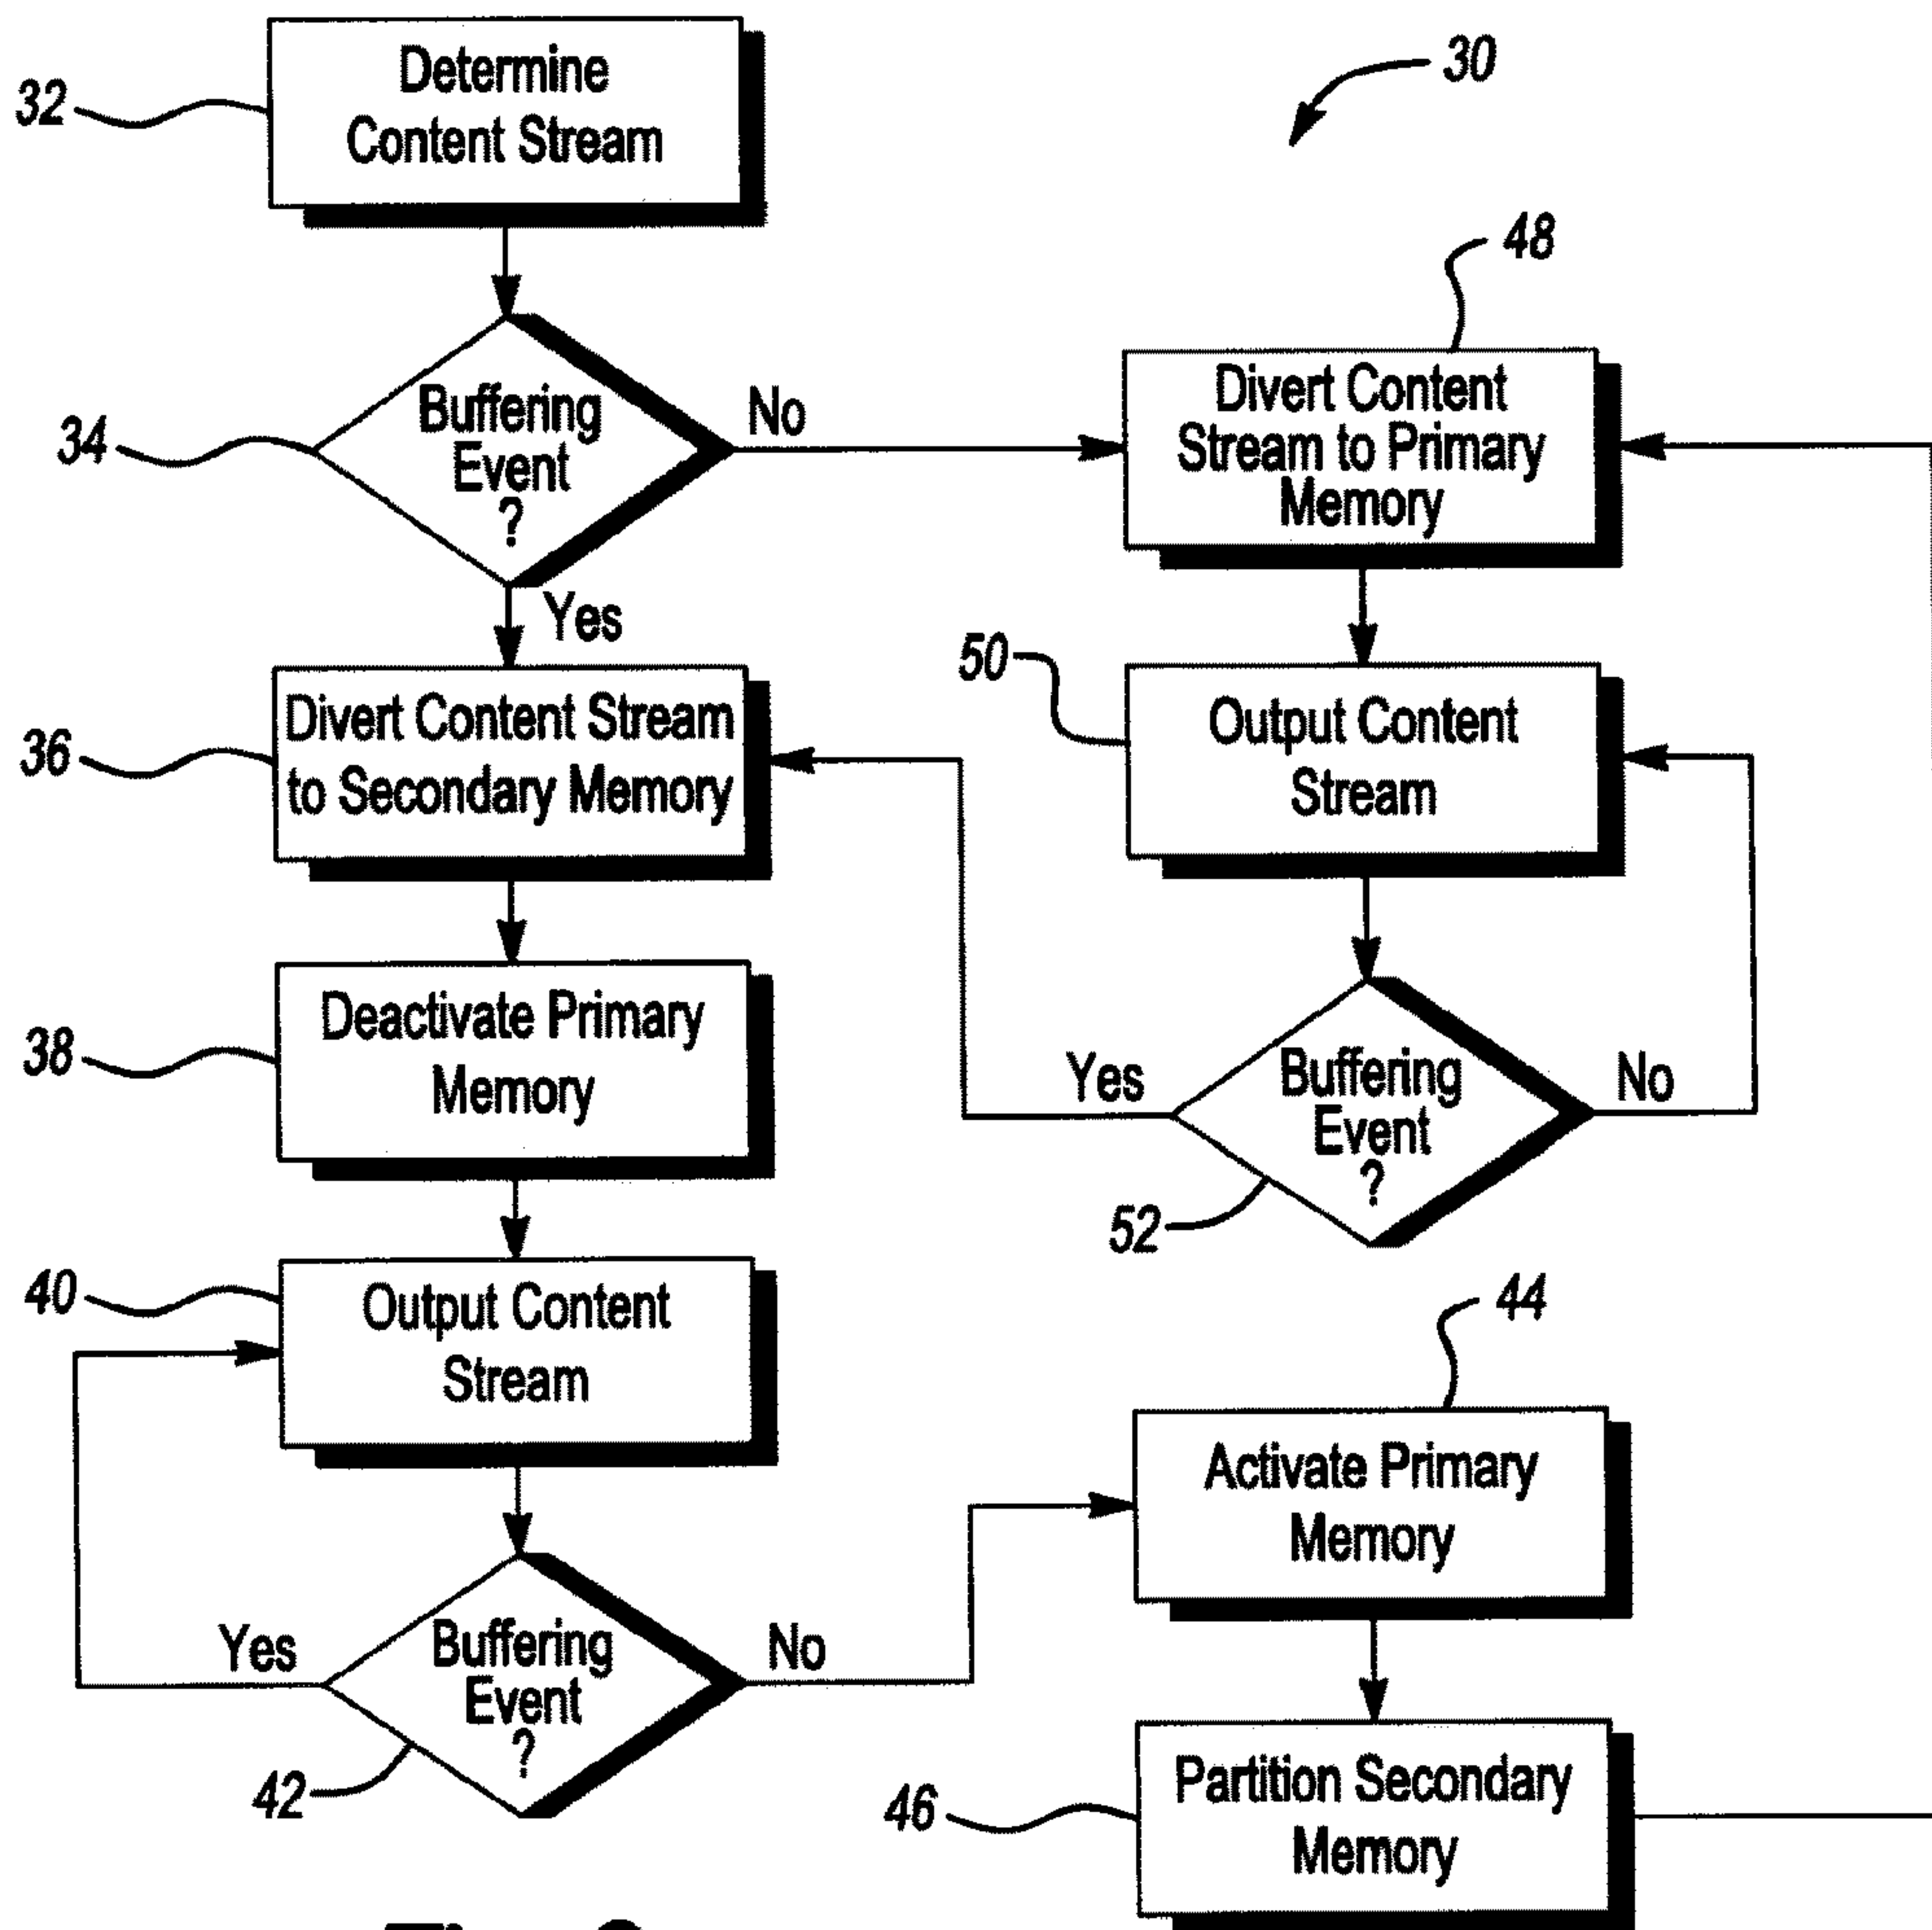 32
Determine
Content Stream
30
34
Buffering
Event
?
No
Yes
48
Divert Content
Stream to Primary
Memory
36
Divert Content Stream
to Secondary Memory
50
Output Content
Stream
38
Deactivate Primary
Memory
Yes
Buffering
Event
?
No
52
40
Output Content
Stream
44
Activate Primary
Memory
Yes
Buffering
Event
?
No
42
46
Partition Secondary
Memory